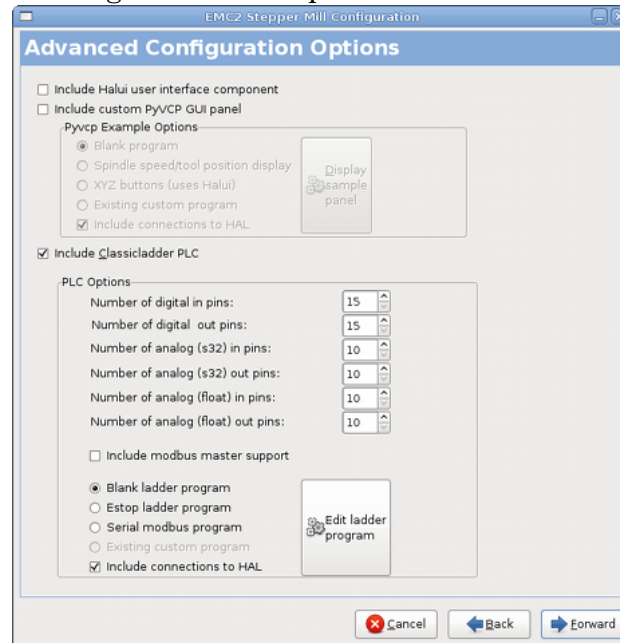 EMC2 Stepper Mill Configuration
Advanced Configuration Options
Include Halui user interface component
Include custom PyVCP GUI panel
Pyvcp Example Options
Blank program
Spindle speed/tool position display
XYZ buttons (uses Halui)
Existing custom program
Include connections to HAL
Display
sample
panel
Include Classicladder PLC
PLC Options
Number of digital in pins: 15
Number of digital out pins: 15
Number of analog (s32) in pins: 10
Number of analog (s32) out pins: 10
Number of analog (float) in pins: 10
Number of analog (float) out pins: 10
Include modbus master support
Blank ladder program
Estop ladder program
Serial modbus program
Existing custom program
Include connections to HAL
Edit ladder
program
Cancel Back Forward